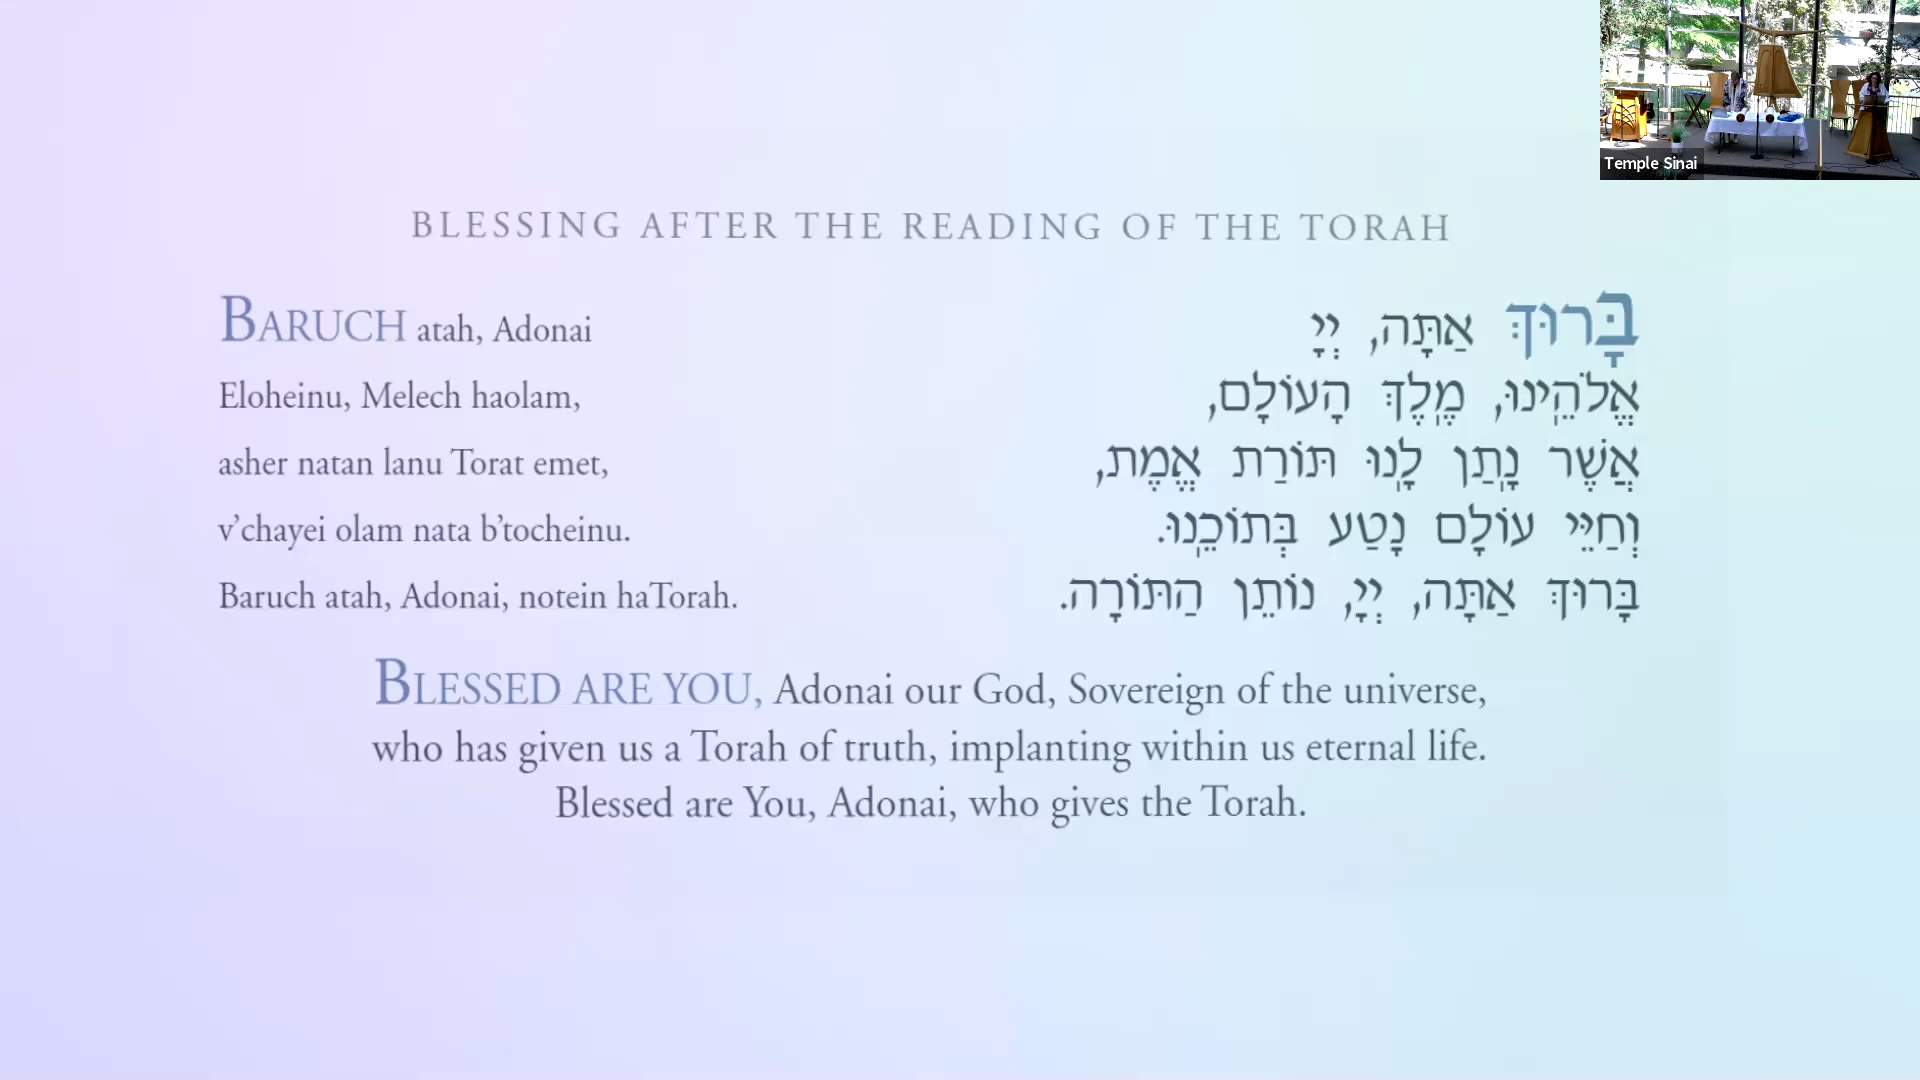 Temple Sinai
BLESSING AFTER THE READING OF THE TORAH
BARUCH atah, Adonai
Eloheinu, Melech haolam,
asher natan lanu Torat emet,
v’chayei olam nata b’tocheinu.
Baruch atah, Adonai, notein haTorah.
בָּרוּךְ אַתָּה, יְיָ
אֱלֹהֵֽינוּ, מֶֽלֶךְ הָעוֹלָם,
אֲשֶׁר נָֽתַן לָֽנוּ תּוֹרַת אֱמֶת,
וְחַיֵּי עוֹלָם נָטַע בְּתוֹכֵֽנוּ.
בָּרוּךְ אַתָּה, יְיָ, נוֹתֵן הַתּוֹרָה.
BLESSED ARE YOU, Adonai our God, Sovereign of the universe,
who has given us a Torah of truth, implanting within us eternal life.
Blessed are You, Adonai, who gives the Torah.